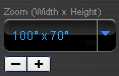 Zoom (Width x Height)
100° x 70°
− +